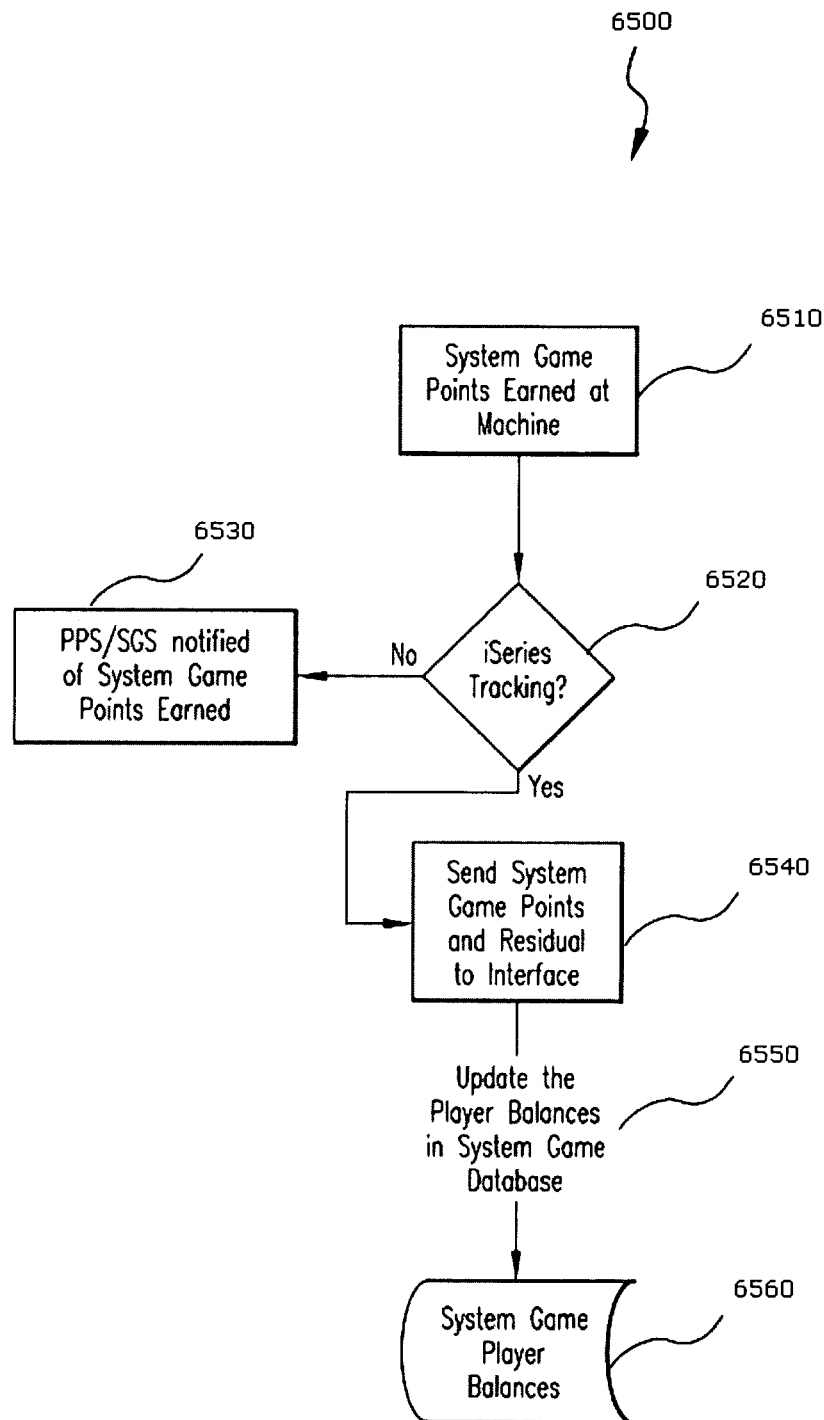 6500
6510
System Game
Points Earned at
Machine
6530
6520
PPS/SGS notified
of System Game
Points Earned
No
iSeries
Tracking?
Yes
6540
Send System
Game Points
and Residual
to Interface
6550
Update the
Player Balances
in System Game
Database
6560
System Game
Player
Balances